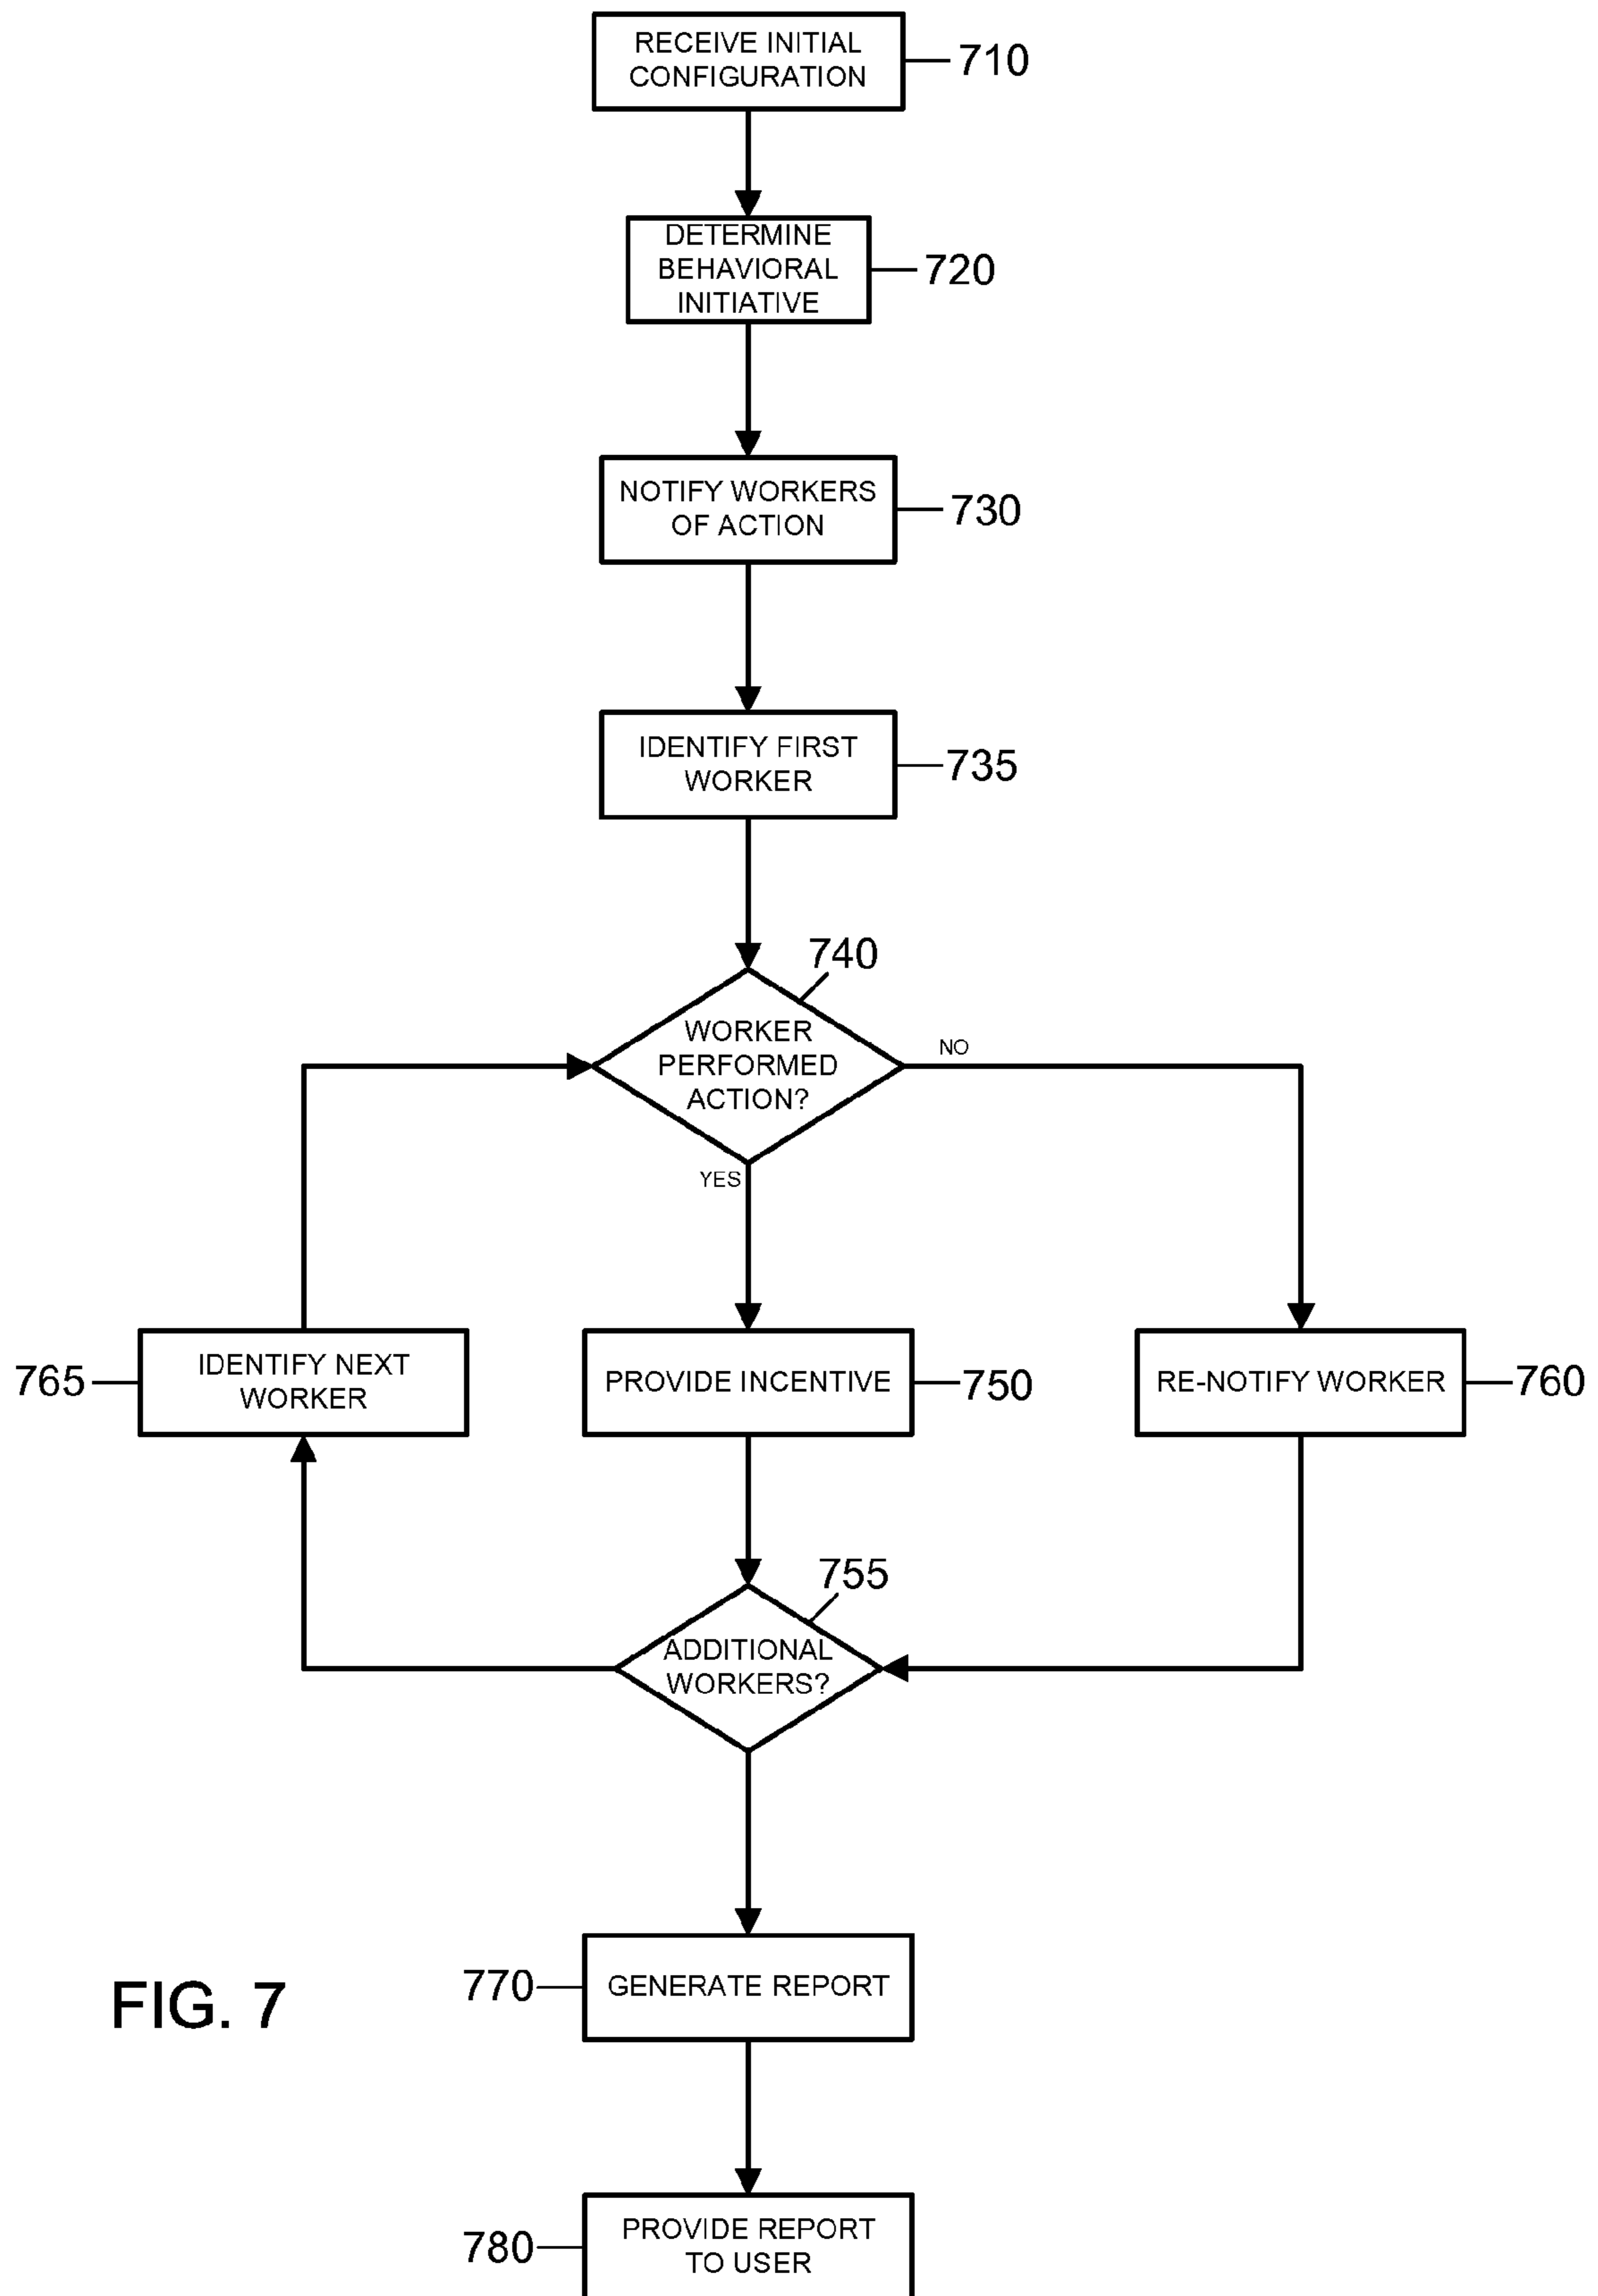 RECEIVE INITIAL
CONFIGURATION
710
DETERMINE
BEHAVIORAL
INITIATIVE
720
NOTIFY WORKERS
OF ACTION
730
IDENTIFY FIRST
WORKER
735
740
WORKER
PERFORMED
ACTION?
NO
YES
765
IDENTIFY NEXT
WORKER
PROVIDE INCENTIVE
750
RE-NOTIFY WORKER
760
755
ADDITIONAL
WORKERS?
770
GENERATE REPORT
FIG. 7
780
PROVIDE REPORT
TO USER